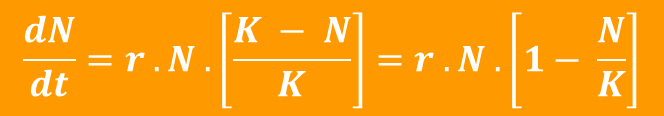 dN/dt = r . N . [(K − N)/K] = r . N . [1 − N/K]